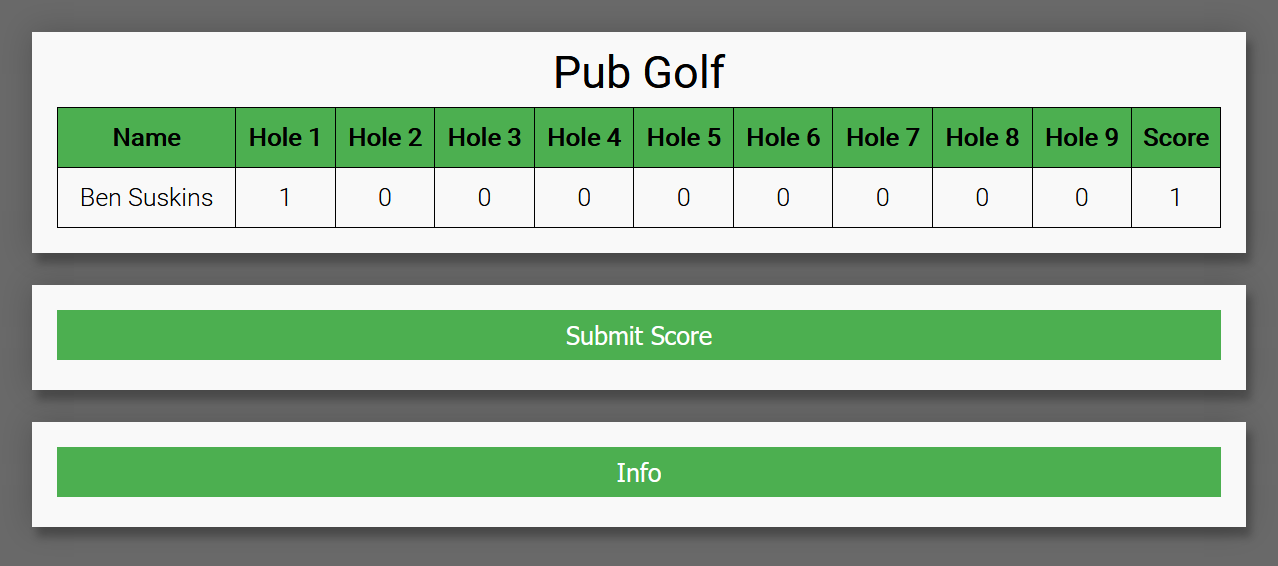 Pub Golf
Name Hole 1 Hole 2 Hole 3 Hole 4 Hole 5 Hole 6 Hole 7 Hole 8 Hole 9 Score
Ben Suskins 1 0 0 0 0 0 0 0 0 1
Submit Score
Info